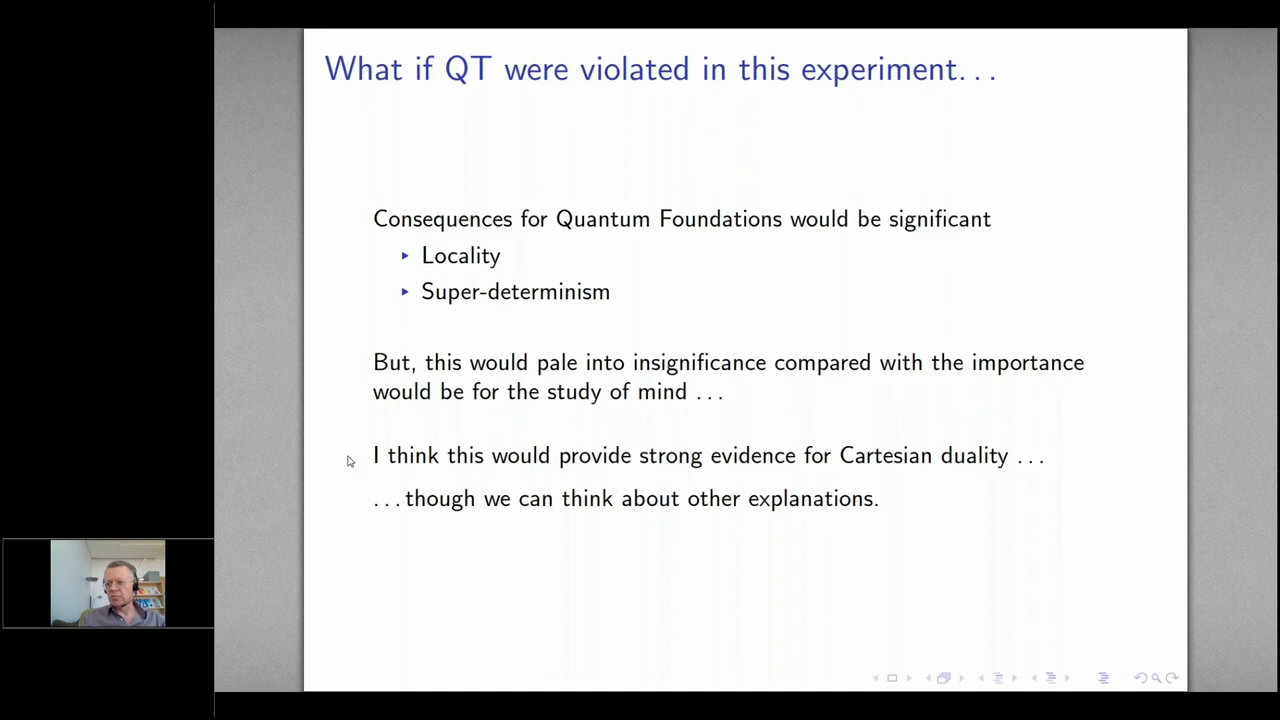 What if QT were violated in this experiment...
Consequences for Quantum Foundations would be significant
▸ Locality
▸ Super-determinism
But, this would pale into insignificance compared with the importance
would be for the study of mind ...
I think this would provide strong evidence for Cartesian duality ...
...though we can think about other explanations.